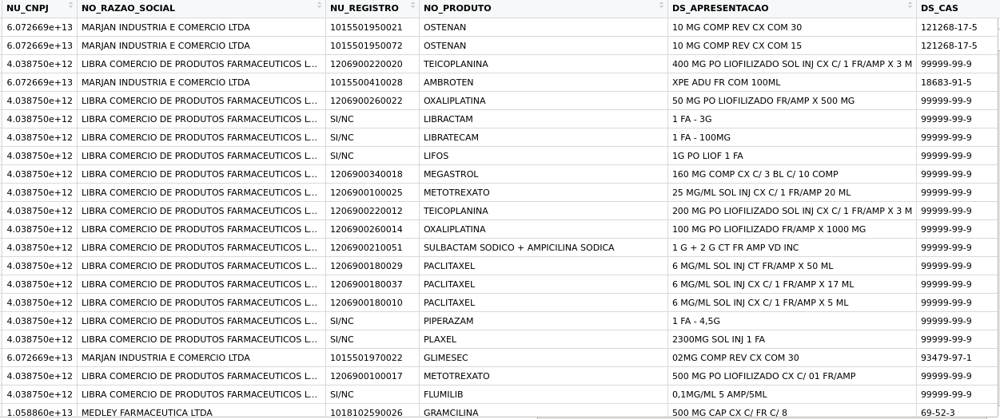 NU_CNPJ NO_RAZAO_SOCIAL NU_REGISTRO NO_PRODUTO DS_APRESENTACAO DS_CAS
6.072669e+13 MARJAN INDUSTRIA E COMERCIO LTDA 1015501950021 OSTENAN 10 MG COMP REV CX COM 30 121268-17-5
6.072669e+13 MARJAN INDUSTRIA E COMERCIO LTDA 1015501950072 OSTENAN 10 MG COMP REV CX COM 15 121268-17-5
4.038750e+12 LIBRA COMERCIO DE PRODUTOS FARMACEUTICOS L... 1206900220020 TEICOPLANINA 400 MG PO LIOFILIZADO SOL INJ CX C/ 1 FR/AMP X 3 M 99999-99-9
6.072669e+13 MARJAN INDUSTRIA E COMERCIO LTDA 1015500410028 AMBROTEN XPE ADU FR COM 100ML 18683-91-5
4.038750e+12 LIBRA COMERCIO DE PRODUTOS FARMACEUTICOS L... 1206900260022 OXALIPLATINA 50 MG PO LIOFILIZADO FR/AMP X 500 MG 99999-99-9
4.038750e+12 LIBRA COMERCIO DE PRODUTOS FARMACEUTICOS L... SI/NC LIBRACTAM 1 FA - 3G 99999-99-9
4.038750e+12 LIBRA COMERCIO DE PRODUTOS FARMACEUTICOS L... SI/NC LIBRATECAM 1 FA - 100MG 99999-99-9
4.038750e+12 LIBRA COMERCIO DE PRODUTOS FARMACEUTICOS L... SI/NC LIFOS 1G PO LIOF 1 FA 99999-99-9
4.038750e+12 LIBRA COMERCIO DE PRODUTOS FARMACEUTICOS L... 1206900340018 MEGASTROL 160 MG COMP CX C/ 3 BL C/ 10 COMP 99999-99-9
4.038750e+12 LIBRA COMERCIO DE PRODUTOS FARMACEUTICOS L... 1206900100025 METOTREXATO 25 MG/ML SOL INJ CX C/ 1 FR/AMP 20 ML 99999-99-9
4.038750e+12 LIBRA COMERCIO DE PRODUTOS FARMACEUTICOS L... 1206900220012 TEICOPLANINA 200 MG PO LIOFILIZADO SOL INJ CX C/ 1 FR/AMP X 3 M 99999-99-9
4.038750e+12 LIBRA COMERCIO DE PRODUTOS FARMACEUTICOS L... 1206900260014 OXALIPLATINA 100 MG PO LIOFILIZADO FR/AMP X 1000 MG 99999-99-9
4.038750e+12 LIBRA COMERCIO DE PRODUTOS FARMACEUTICOS L... 1206900210051 SULBACTAM SODICO + AMPICILINA SODICA 1 G + 2 G CT FR AMP VD INC 99999-99-9
4.038750e+12 LIBRA COMERCIO DE PRODUTOS FARMACEUTICOS L... 1206900180029 PACLITAXEL 6 MG/ML SOL INJ CT FR/AMP X 50 ML 99999-99-9
4.038750e+12 LIBRA COMERCIO DE PRODUTOS FARMACEUTICOS L... 1206900180037 PACLITAXEL 6 MG/ML SOL INJ CX C/ 1 FR/AMP X 17 ML 99999-99-9
4.038750e+12 LIBRA COMERCIO DE PRODUTOS FARMACEUTICOS L... 1206900180010 PACLITAXEL 6 MG/ML SOL INJ CX C/ 1 FR/AMP X 5 ML 99999-99-9
4.038750e+12 LIBRA COMERCIO DE PRODUTOS FARMACEUTICOS L... SI/NC PIPERAZAM 1 FA - 4,5G 99999-99-9
4.038750e+12 LIBRA COMERCIO DE PRODUTOS FARMACEUTICOS L... SI/NC PLAXEL 2300MG SOL INJ 1 FA 99999-99-9
6.072669e+13 MARJAN INDUSTRIA E COMERCIO LTDA 1015501970022 GLIMESEC 02MG COMP REV CX COM 30 93479-97-1
4.038750e+12 LIBRA COMERCIO DE PRODUTOS FARMACEUTICOS L... 1206900100017 METOTREXATO 500 MG PO LIOFILIZADO CX C/ 01 FR/AMP 99999-99-9
4.038750e+12 LIBRA COMERCIO DE PRODUTOS FARMACEUTICOS L... SI/NC FLUMILIB 0,1MG/ML 5 AMP/5ML 99999-99-9
1.058860e+13 MEDLEY FARMACEUTICA LTDA 1018102590026 GRAMCILINA 500 MG CAP CX C/ FR C/ 8 69-52-3